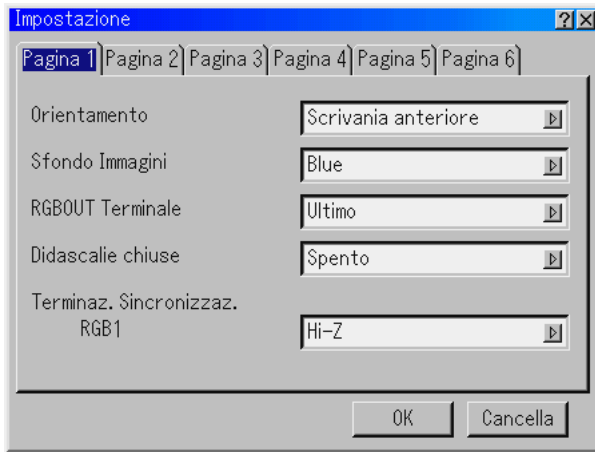 Impostazione
Pagina 1 Pagina 2 Pagina 3 Pagina 4 Pagina 5 Pagina 6
Orientamento Scrivania anteriore
Sfondo Immagini Blue
RGBOUT Terminale Ultimo
Didascalie chiuse Spento
Terminaz. Sincronizzaz.
RGB1 Hi-Z
OK Cancella